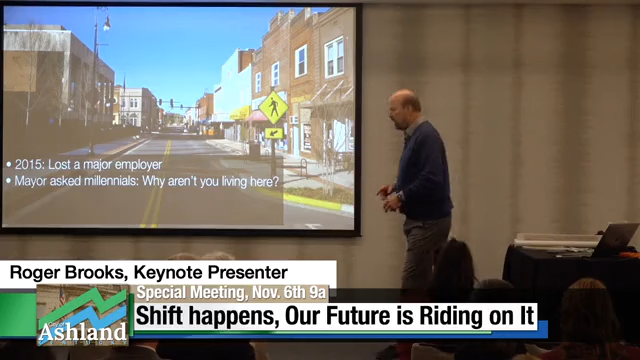 • 2015: Lost a major employer
• Mayor asked millennials: Why aren't you living here?
Roger Brooks, Keynote Presenter
Special Meeting, Nov. 6th 9a
Shift happens, Our Future is Riding on It
Ashland